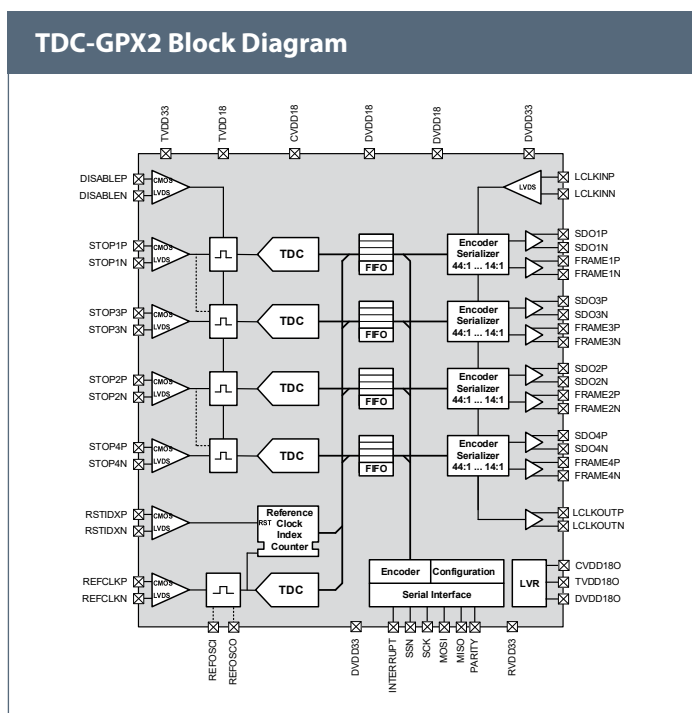 TDC-GPX2 Block Diagram
TVDD33
TVDD18
CVDD18
DVDD18
DVDD18
DVDD33
DISABLEP
DISABLEN
CMOS
LVDS
LVDS
LCLKINP
LCLKINN
STOP1P
STOP1N
CMOS
LVDS
TDC
FIFO
Encoder
Serializer
44:1 ... 14:1
SDO1P
SDO1N
FRAME1P
FRAME1N
STOP3P
STOP3N
CMOS
LVDS
TDC
FIFO
Encoder
Serializer
44:1 ... 14:1
SDO3P
SDO3N
FRAME3P
FRAME3N
STOP2P
STOP2N
CMOS
LVDS
TDC
FIFO
Encoder
Serializer
44:1 ... 14:1
SDO2P
SDO2N
FRAME2P
FRAME2N
STOP4P
STOP4N
CMOS
LVDS
TDC
FIFO
Encoder
Serializer
44:1 ... 14:1
SDO4P
SDO4N
FRAME4P
FRAME4N
RSTIDXP
RSTIDXN
CMOS
LVDS
Reference
RST Clock
Index
Counter
LCLKOUTP
LCLKOUTN
REFCLKP
REFCLKN
CMOS
LVDS
TDC
Encoder
Configuration
Serial Interface
LVR
CVDD18O
TVDD18O
DVDD18O
REFOSCI
REFOSCO
DVDD33
INTERRUPT
SSN
SCK
MOSI
MISO
PARITY
RVDD33